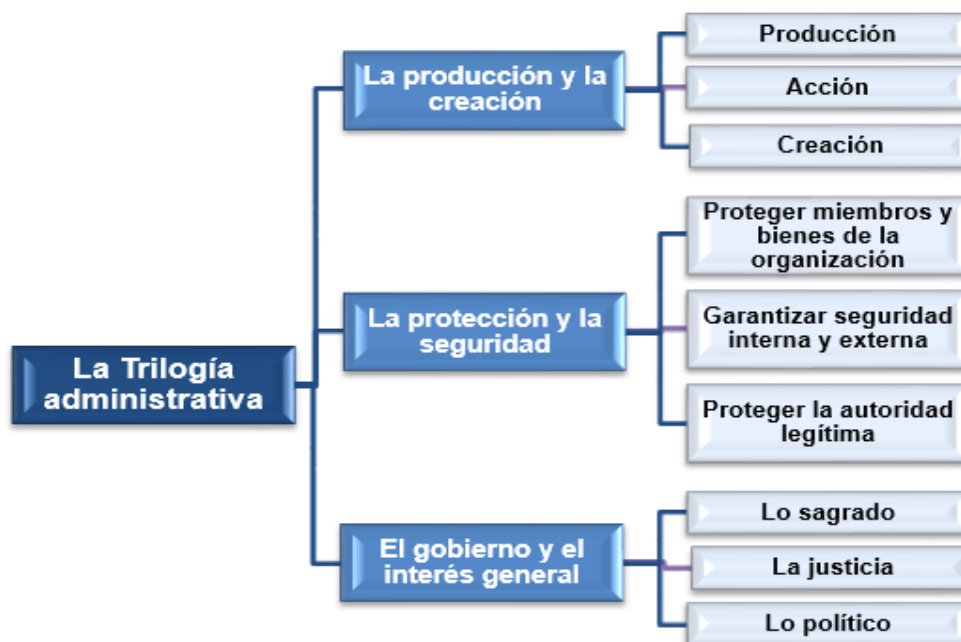 La Trilogía
administrativa
La producción y la
creación
Producción
Acción
Creación
La protección y la
seguridad
Proteger miembros y
bienes de la
organización
Garantizar seguridad
interna y externa
Proteger la autoridad
legítima
El gobierno y el
interés general
Lo sagrado
La justicia
Lo político